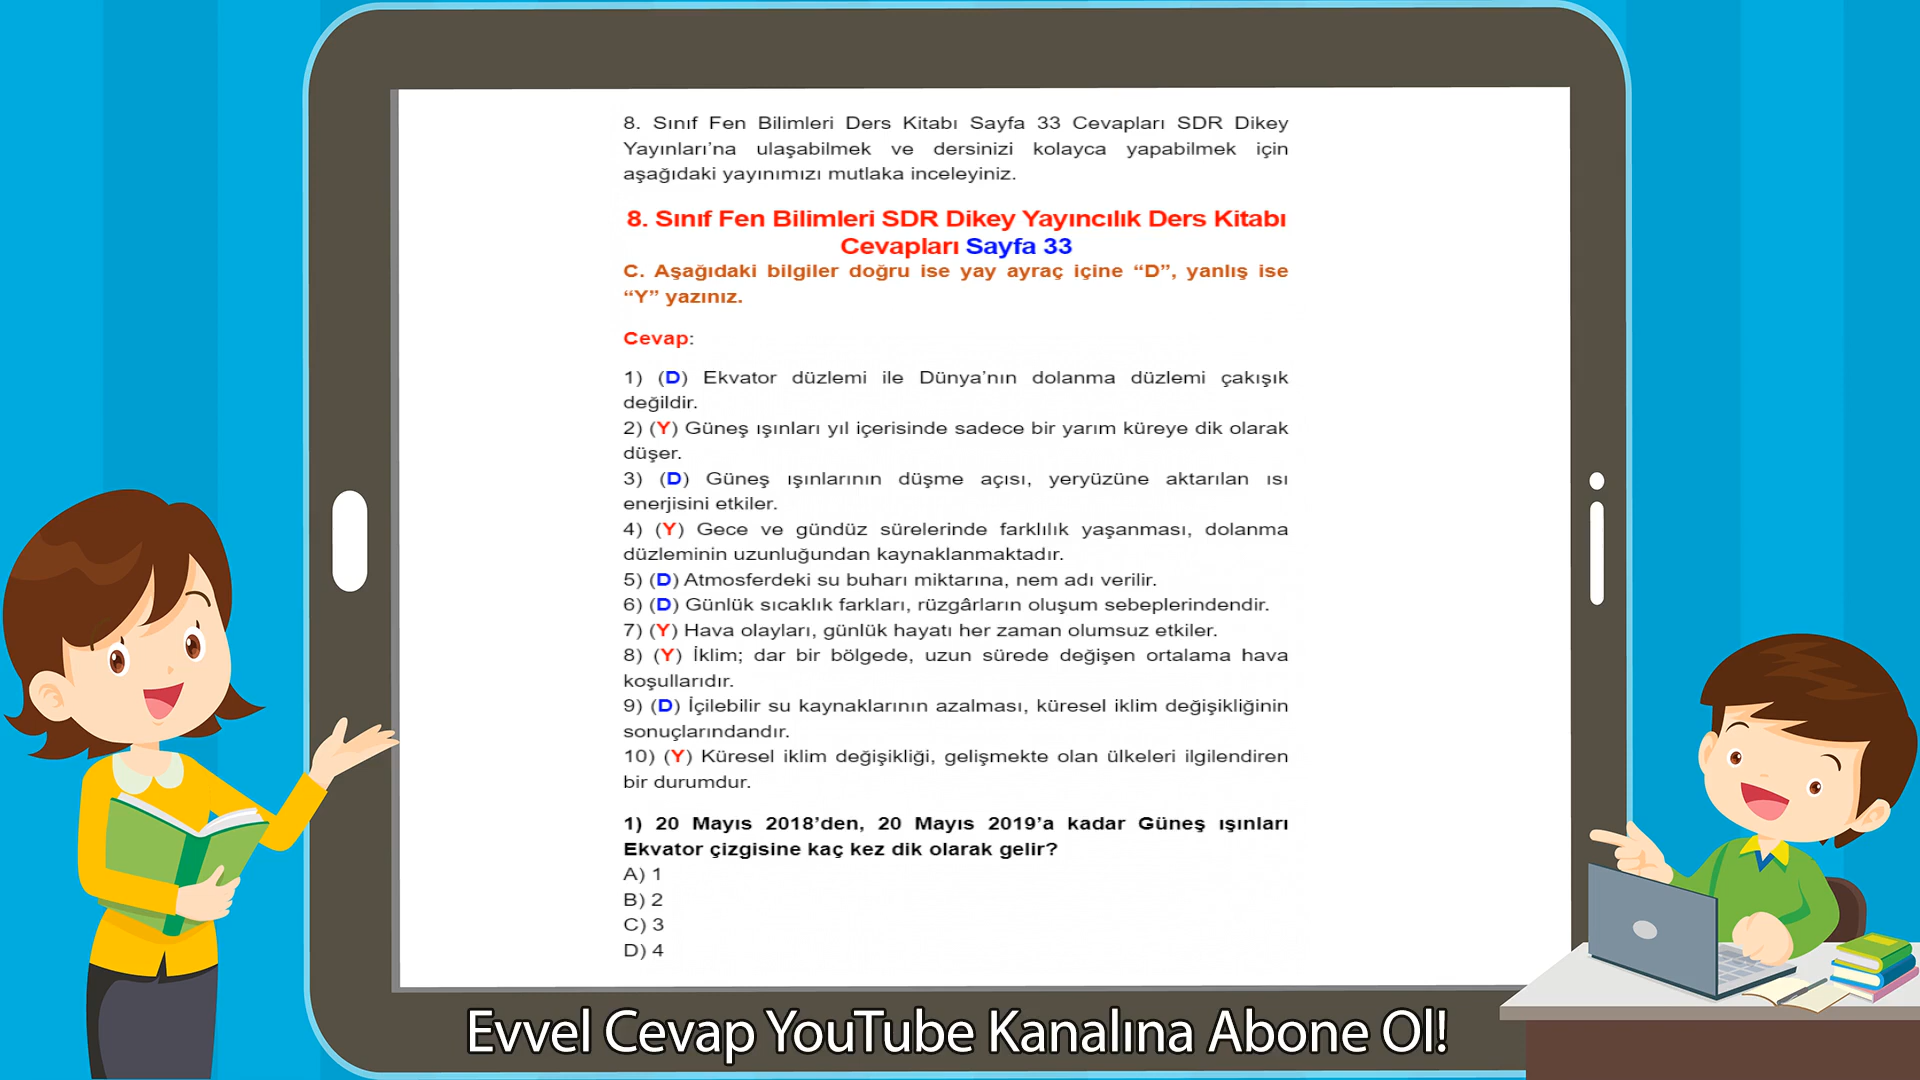 8. Sınıf Fen Bilimleri Ders Kitabı Sayfa 33 Cevapları SDR Dikey
Yayınları’na ulaşabilmek ve dersinizi kolayca yapabilmek için
aşağıdaki yayınımızı mutlaka inceleyiniz.
8. Sınıf Fen Bilimleri SDR Dikey Yayıncılık Ders Kitabı
Cevapları Sayfa 33
C. Aşağıdaki bilgiler doğru ise yay ayraç içine “D”, yanlış ise
“Y” yazınız.
Cevap:
1) (D) Ekvator düzlemi ile Dünya’nın dolanma düzlemi çakışık
değildir.
2) (Y) Güneş ışınları yıl içerisinde sadece bir yarım küreye dik olarak
düşer.
3) (D) Güneş ışınlarının düşme açısı, yeryüzüne aktarılan ısı
enerjisini etkiler.
4) (Y) Gece ve gündüz sürelerinde farklılık yaşanması, dolanma
düzleminin uzunluğundan kaynaklanmaktadır.
5) (D) Atmosferdeki su buharı miktarına, nem adı verilir.
6) (D) Günlük sıcaklık farkları, rüzgârların oluşum sebeplerindendir.
7) (Y) Hava olayları, günlük hayatı her zaman olumsuz etkiler.
8) (Y) İklim; dar bir bölgede, uzun sürede değişen ortalama hava
koşullarıdır.
9) (D) İçilebilir su kaynaklarının azalması, küresel iklim değişikliğinin
sonuçlarındandır.
10) (Y) Küresel iklim değişikliği, gelişmekte olan ülkeleri ilgilendiren
bir durumdur.
1) 20 Mayıs 2018’den, 20 Mayıs 2019’a kadar Güneş ışınları
Ekvator çizgisine kaç kez dik olarak gelir?
A) 1
B) 2
C) 3
D) 4
Evvel Cevap YouTube Kanalına Abone Ol!